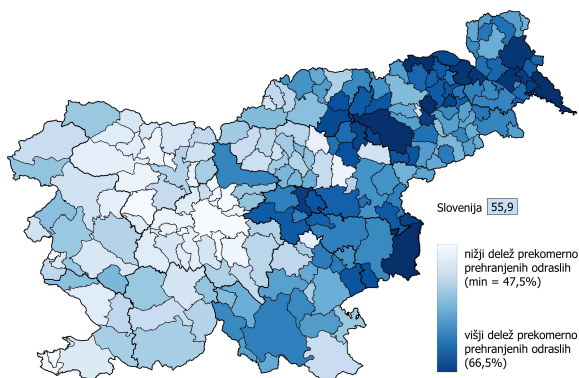 Slovenija 55,9
nižji delež prekomerno
prehranjenih odraslih
(min = 47,5%)
višji delež prekomerno
prehranjenih odraslih
(66,5%)